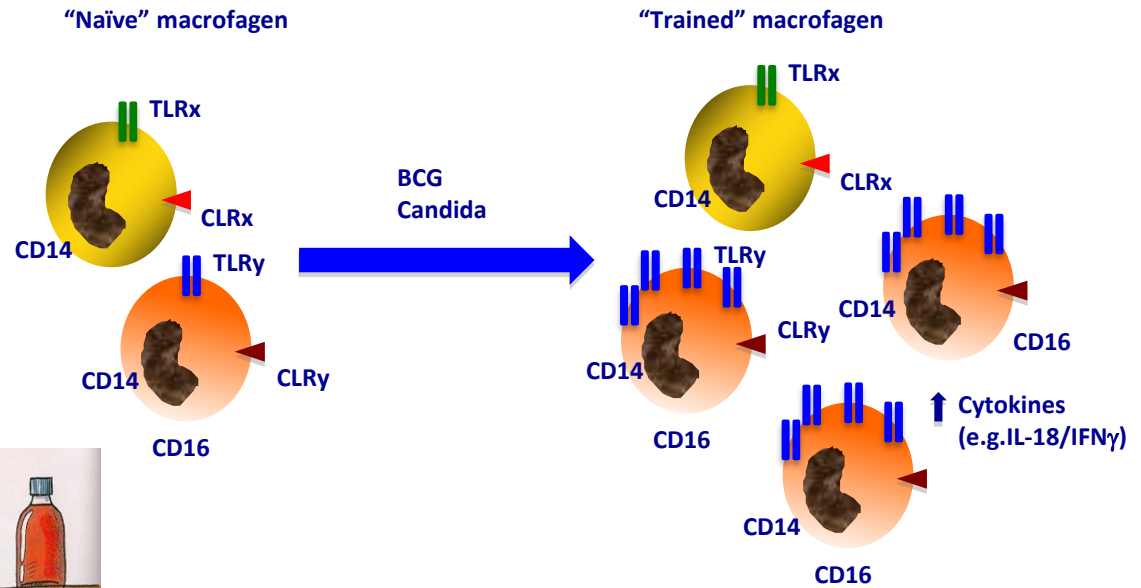 “Naïve” macrofagen
TLRx
CLRx
CD14
TLRy
CD14
CLRy
CD16
BCG
Candida
“Trained” macrofagen
TLRx
CLRx
CD14
TLRy
CLRy
CD14
CD16
CD14
CD16
Cytokines
(e.g.IL-18/IFNγ)
CD14
CD16